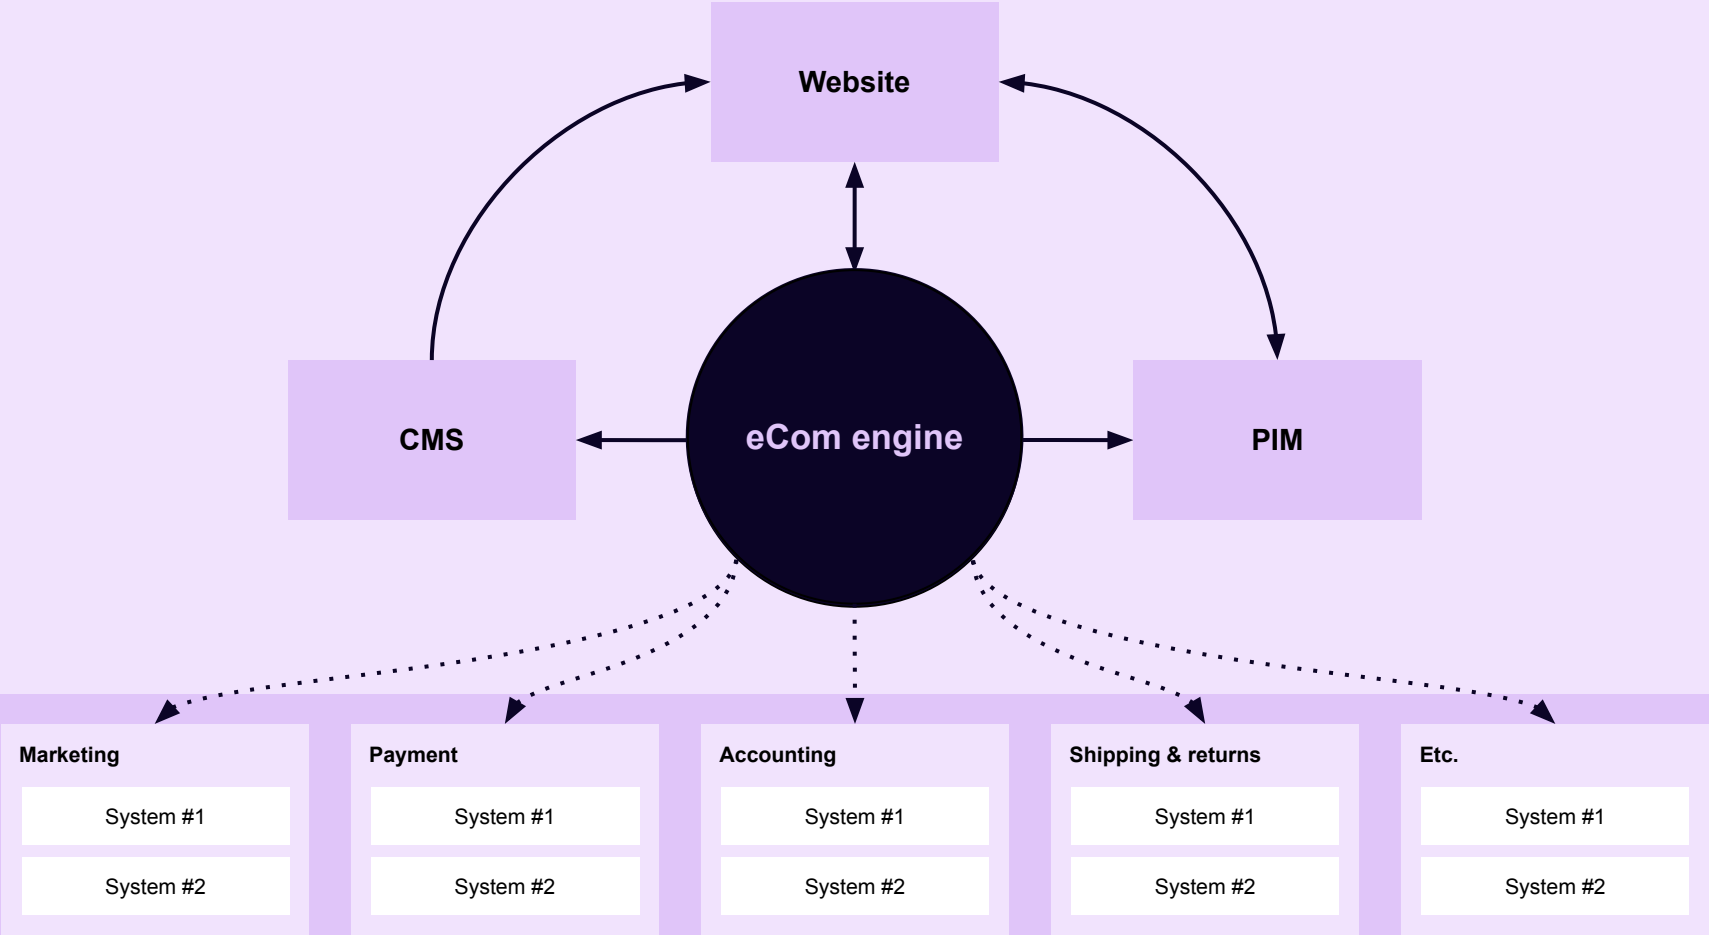 Website
CMS
eCom engine
PIM
Marketing
System #1
System #2
Payment
System #1
System #2
Accounting
System #1
System #2
Shipping & returns
System #1
System #2
Etc.
System #1
System #2